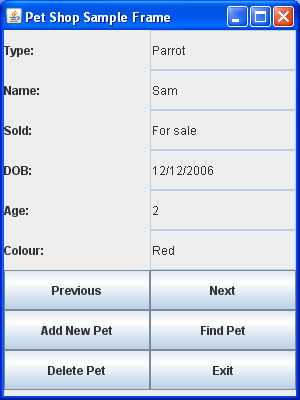 Pet Shop Sample Frame
Type: Parrot
Name: Sam
Sold: For sale
DOB: 12/12/2006
Age: 2
Colour: Red
Previous Next
Add New Pet Find Pet
Delete Pet Exit